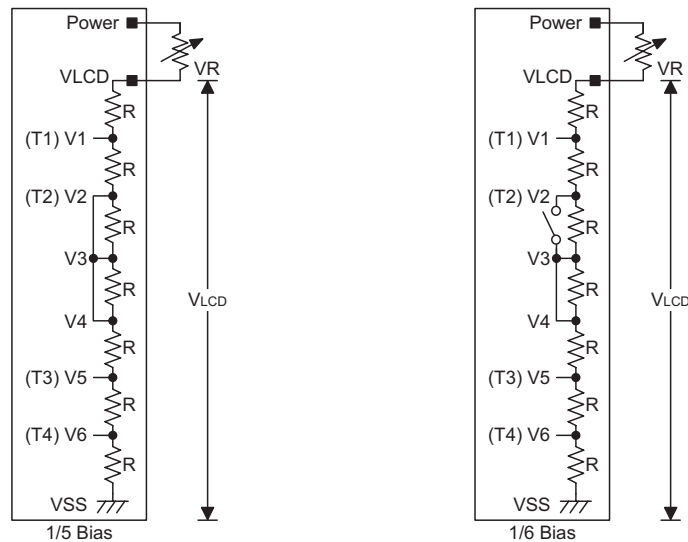 Power
VR
VLCD
R
(T1) V1
R
(T2) V2
R
V3
R
VLCD
V4
R
(T3) V5
R
(T4) V6
R
VSS
1/5 Bias
Power
VR
VLCD
R
(T1) V1
R
(T2) V2
R
V3
R
VLCD
V4
R
(T3) V5
R
(T4) V6
R
VSS
1/6 Bias